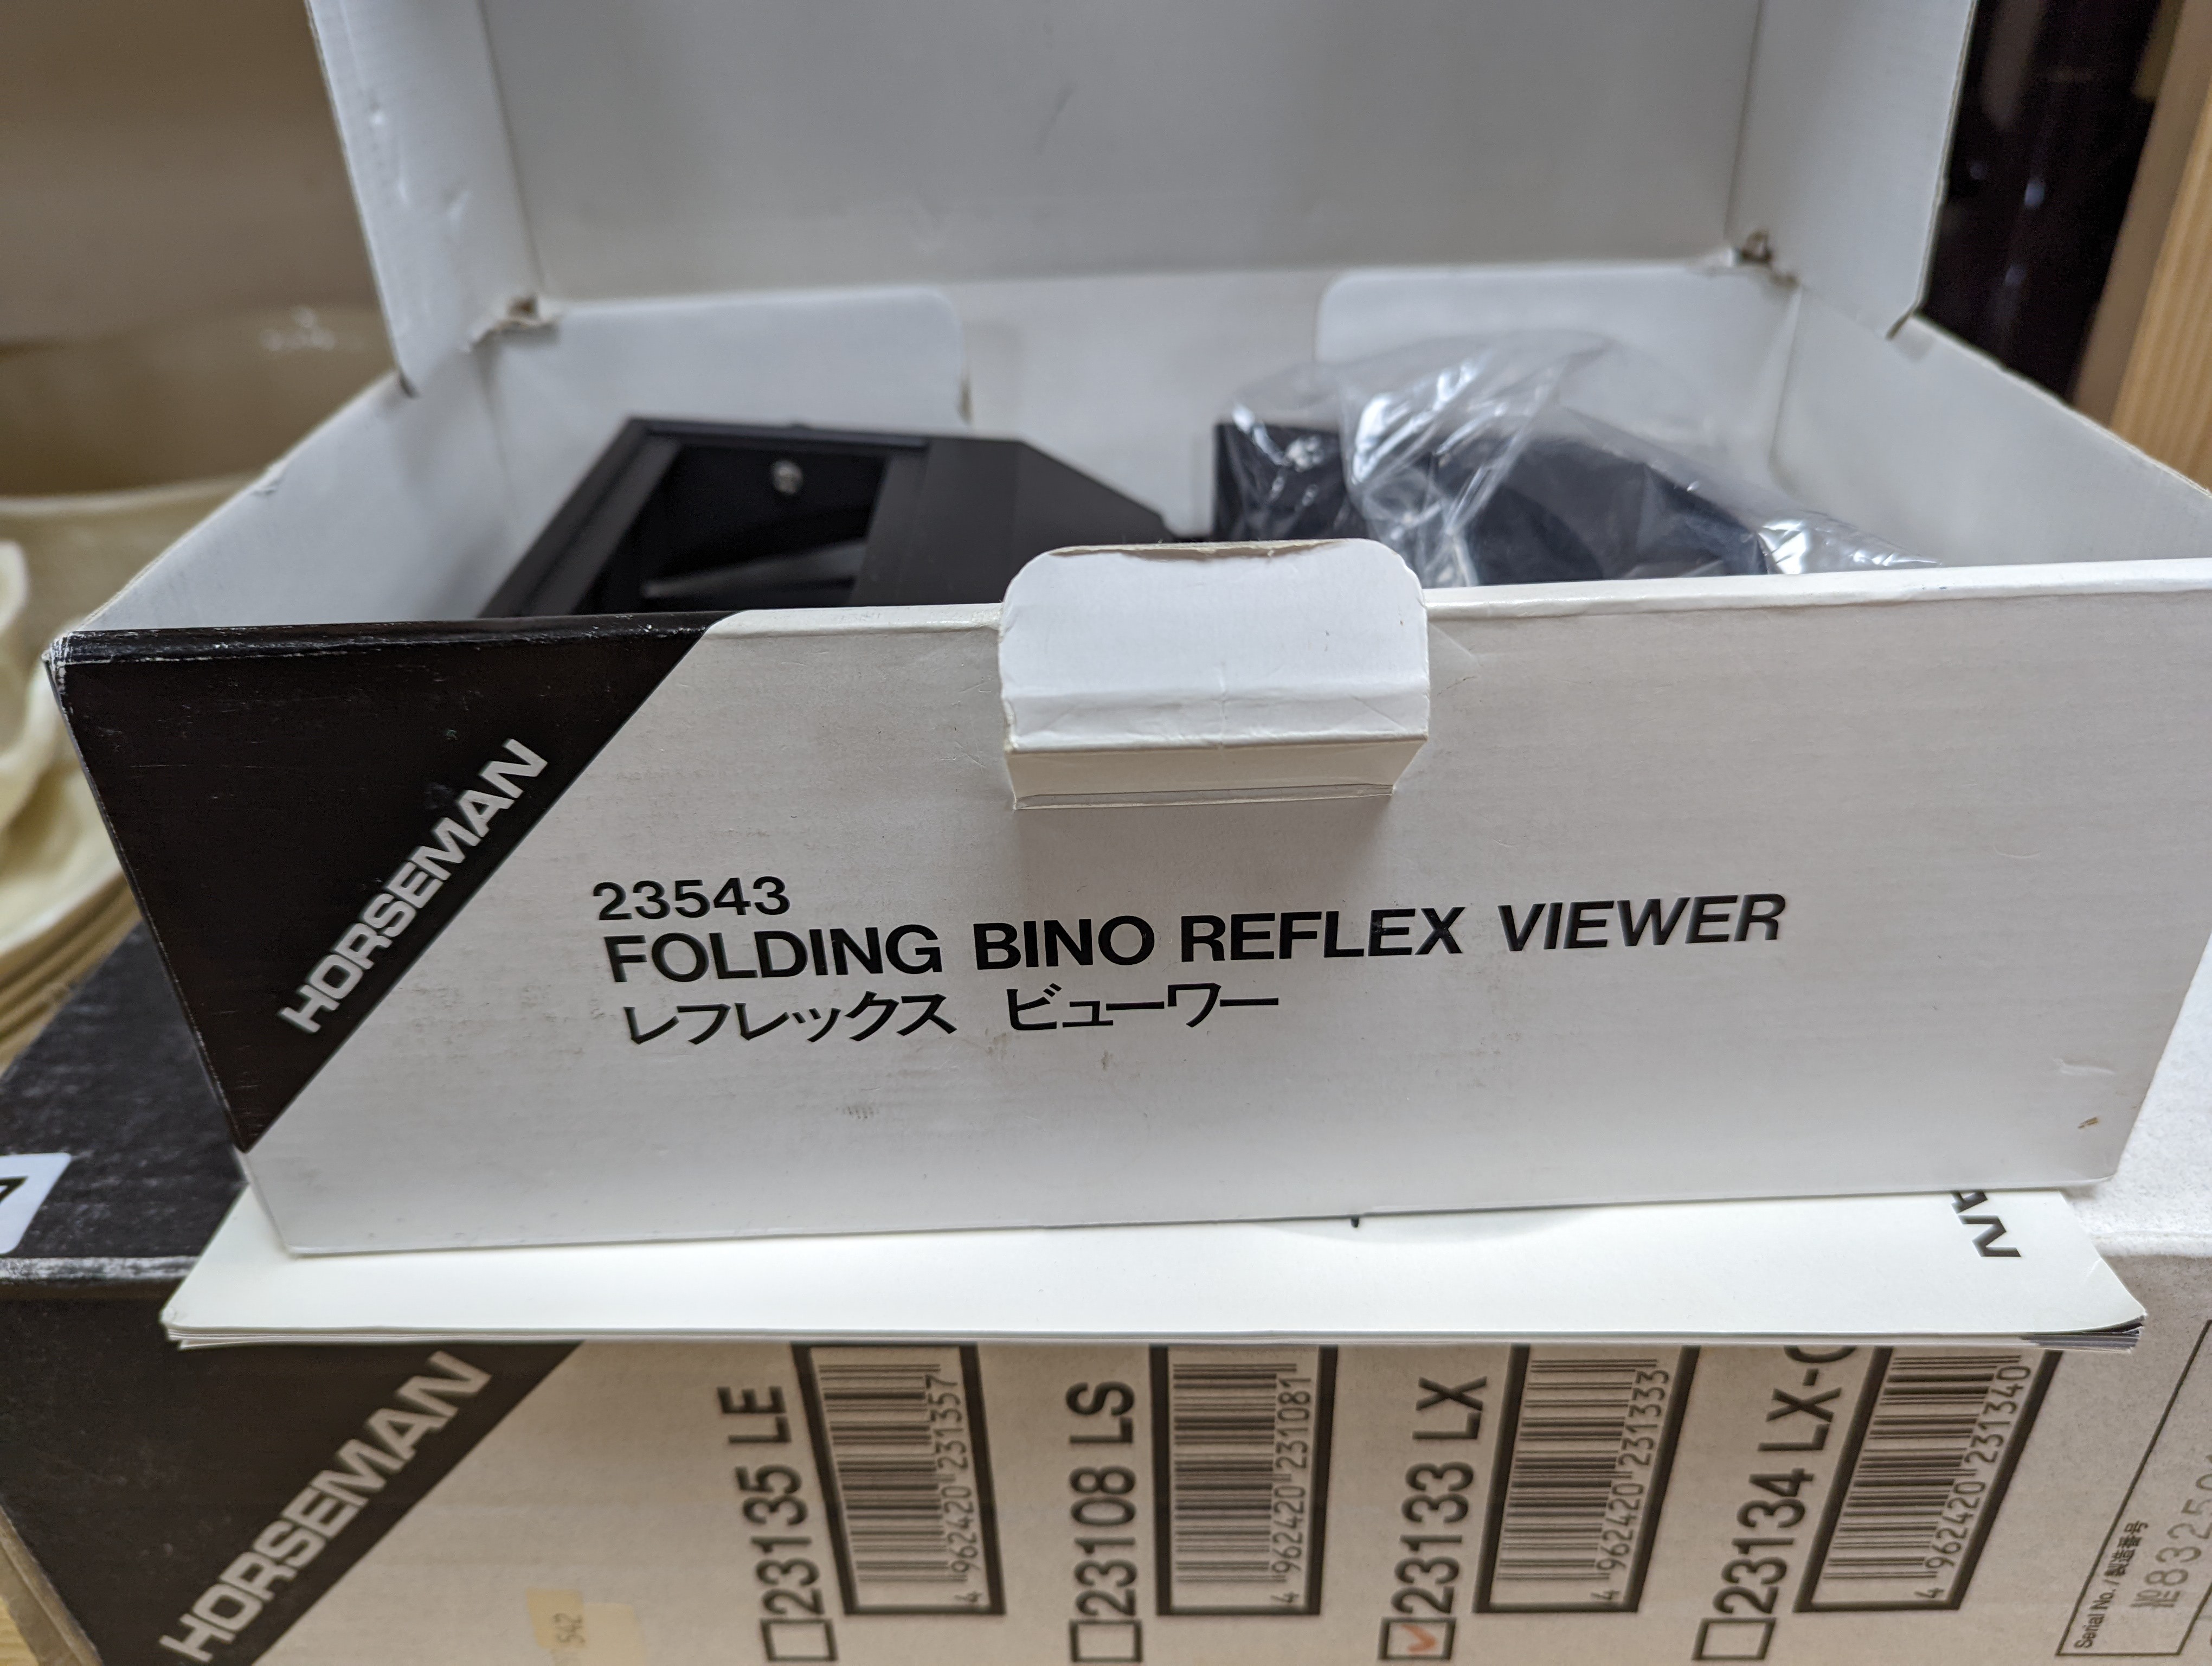 HORSEMAN
23543
FOLDING BINO REFLEX VIEWER
レフレックス ビューワー
HORSEMAN
23135 LE
4 962420 231357
23108 LS
4 962420 231081
23133 LX
4 962420 231333
23134 LX-C
4 962420 231340
Serial No./製造番号
542